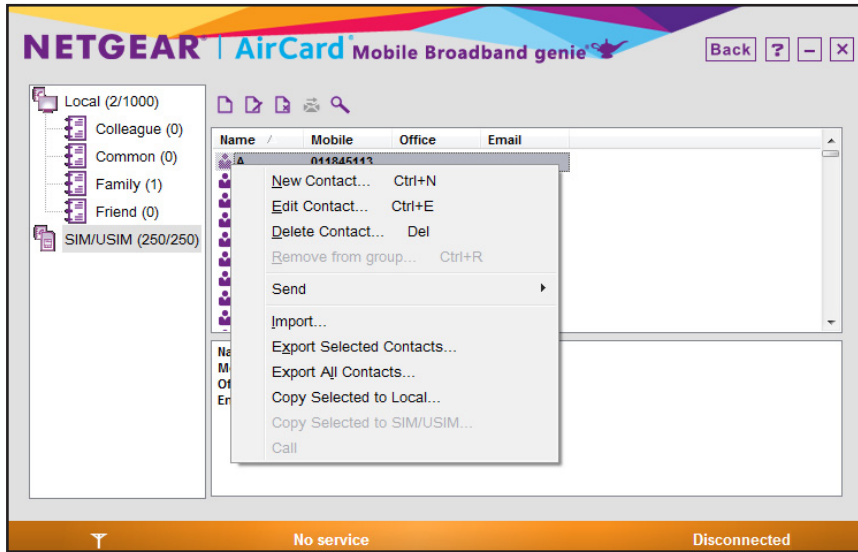 NETGEAR® | AirCard® Mobile Broadband genie®
Back ? – X
Local (2/1000)
Colleague (0)
Common (0)
Family (1)
Friend (0)
SIM/USIM (250/250)
Name / Mobile Office Email
A 011845113
New Contact... Ctrl+N
Edit Contact... Ctrl+E
Delete Contact... Del
Remove from group... Ctrl+R
Send
Import...
Export Selected Contacts...
Export All Contacts...
Copy Selected to Local...
Copy Selected to SIM/USIM...
Call
No service
Disconnected